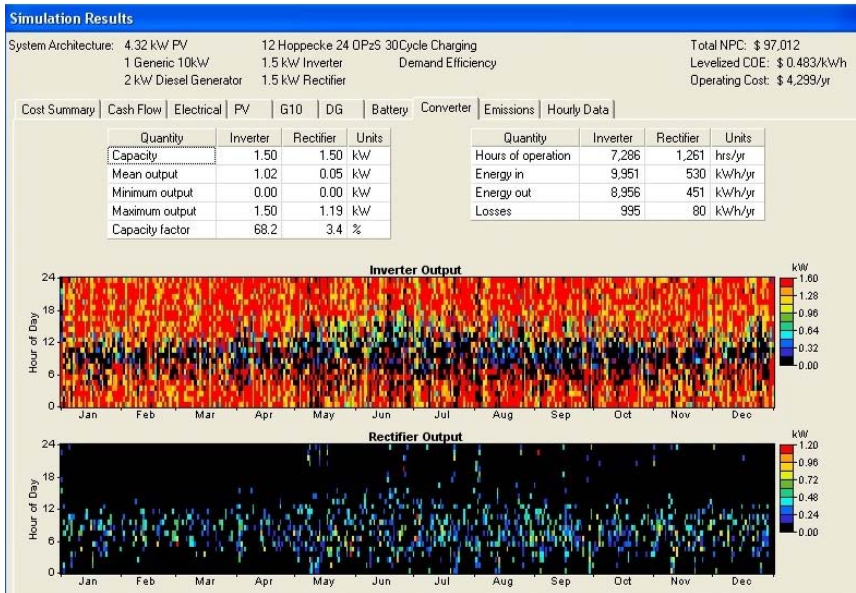 Simulation Results
System Architecture: 4.32 kW PV 12 Hoppecke 24 OPzS 30Cycle Charging Total NPC: $ 97,012
1 Generic 10kW 1.5 kW Inverter Demand Efficiency Levelized COE: $ 0.483/kWh
2 kW Diesel Generator 1.5 kW Rectifier Operating Cost: $ 4,299/yr
Cost Summary Cash Flow Electrical PV G10 DG Battery Converter Emissions Hourly Data
Quantity Inverter Rectifier Units Quantity Inverter Rectifier Units
Capacity 1.50 1.50 kW Hours of operation 7,286 1,261 hrs/yr
Mean output 1.02 0.05 kW Energy in 9,951 530 kWh/yr
Minimum output 0.00 0.00 kW Energy out 8,956 451 kWh/yr
Maximum output 1.50 1.19 kW Losses 995 80 kWh/yr
Capacity factor 68.2 3.4 %
Inverter Output
kW
24 1.60
1.28
18 0.96
12 0.64
0.32
6 0.00
0
Hour of Day
Jan Feb Mar Apr May Jun Jul Aug Sep Oct Nov Dec
Rectifier Output
kW
24 1.20
0.96
18 0.72
12 0.48
0.24
6 0.00
0
Hour of Day
Jan Feb Mar Apr May Jun Jul Aug Sep Oct Nov Dec